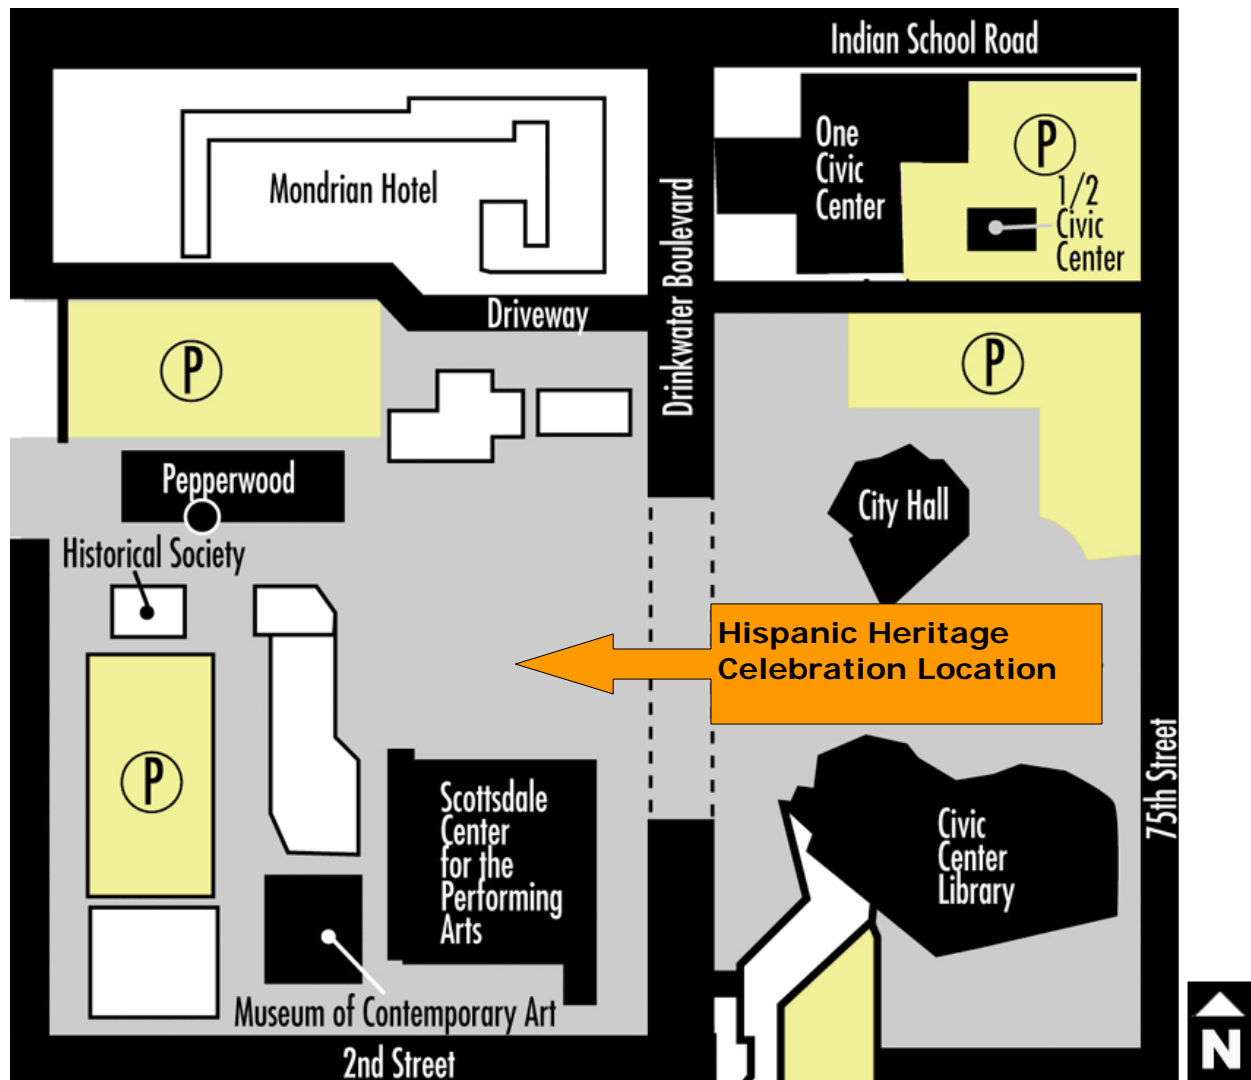 Indian School Road
Mondrian Hotel
Drinkwater Boulevard
One
Civic
Center
P
1/2
Civic
Center
Driveway
P
P
Pepperwood
City Hall
Historical Society
Hispanic Heritage
Celebration Location
P
Scottsdale
Center
for the
Performing
Arts
Civic
Center
Library
75th Street
Museum of Contemporary Art
2nd Street
N